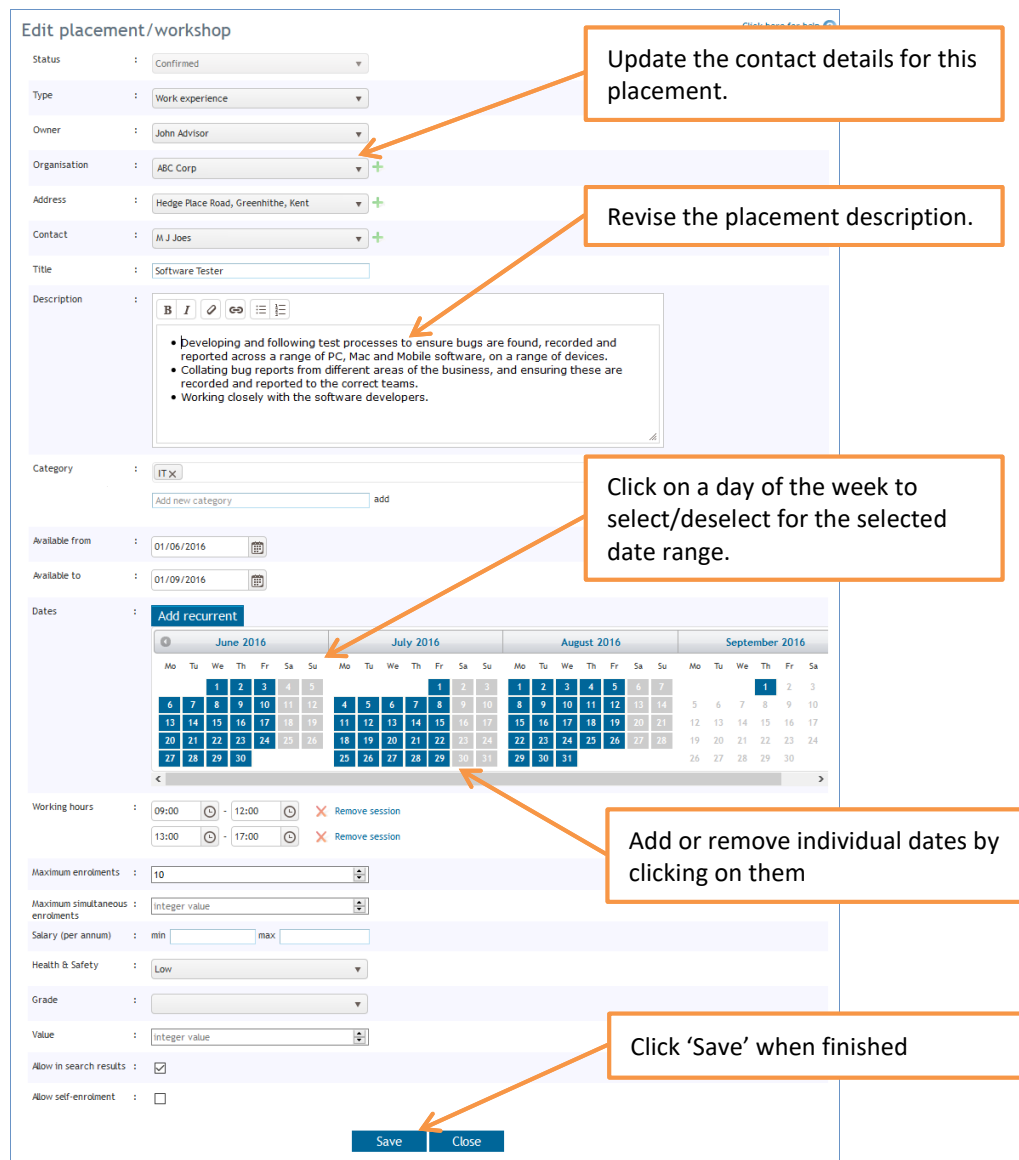 Edit placement/workshop
Click here for help
Update the contact details for this
placement.
Status : Confirmed
Type : Work experience
Owner : John Advisor
Organisation : ABC Corp
Address : Hedge Place Road, Greenhithe, Kent
Revise the placement description.
Contact : M J Joes
Title : Software Tester
Description :
B I
• Developing and following test processes to ensure bugs are found, recorded and
reported across a range of PC, Mac and Mobile software, on a range of devices.
• Collating bug reports from different areas of the business, and ensuring these are
recorded and reported to the correct teams.
• Working closely with the software developers.
Category : IT X
Add new category add
Click on a day of the week to
select/deselect for the selected
date range.
Available from : 01/06/2016
Available to : 01/09/2016
Dates : Add recurrent
June 2016 July 2016 August 2016 September 2016
Mo Tu We Th Fr Sa Su Mo Tu We Th Fr Sa Su Mo Tu We Th Fr Sa Su Mo Tu We Th Fr Sa
1 2 3 4 5 1 2 3 1 2 3 4 5 6 7 1 2 3
6 7 8 9 10 11 12 4 5 6 7 8 9 10 8 9 10 11 12 13 14 5 6 7 8 9 10
13 14 15 16 17 18 19 11 12 13 14 15 16 17 15 16 17 18 19 20 21 12 13 14 15 16 17
20 21 22 23 24 25 26 18 19 20 21 22 23 24 22 23 24 25 26 27 28 19 20 21 22 23 24
27 28 29 30 25 26 27 28 29 30 31 29 30 31 26 27 28 29 30
Working hours : 09:00 - 12:00 Remove session
13:00 - 17:00 Remove session
Add or remove individual dates by
clicking on them
Maximum enrolments : 10
Maximum simultaneous :
enrolments
integer value
Salary (per annum) : min max
Health & Safety : Low
Grade :
Value : integer value
Click ‘Save’ when finished
Allow in search results :
Allow self-enrolment :
Save Close